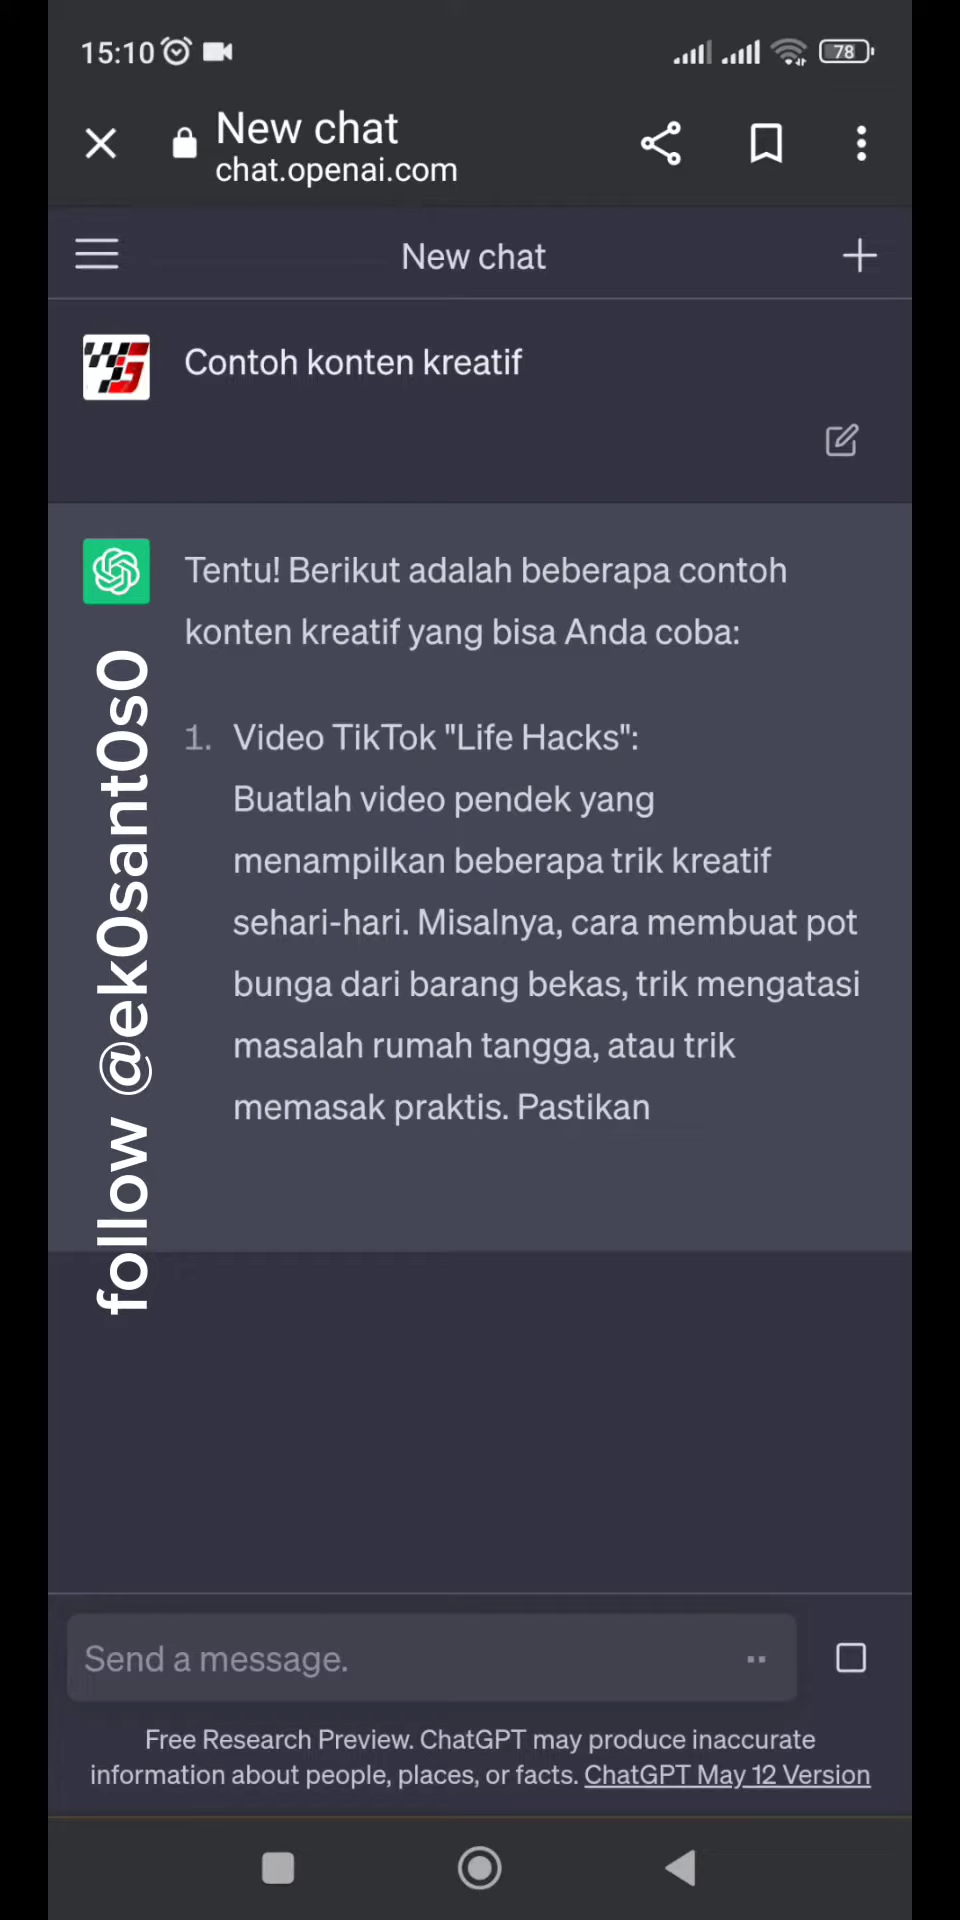 15:10
78
New chat
chat.openai.com
New chat
Contoh konten kreatif
Tentu! Berikut adalah beberapa contoh
konten kreatif yang bisa Anda coba:
1. Video TikTok "Life Hacks":
Buatlah video pendek yang
menampilkan beberapa trik kreatif
sehari-hari. Misalnya, cara membuat pot
bunga dari barang bekas, trik mengatasi
masalah rumah tangga, atau trik
memasak praktis. Pastikan
follow @ek0sant0s0
Send a message.
Free Research Preview. ChatGPT may produce inaccurate
information about people, places, or facts. ChatGPT May 12 Version